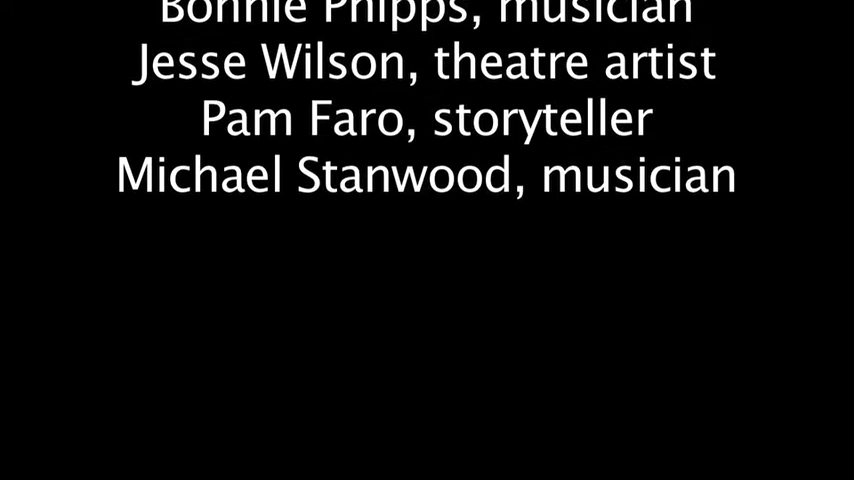 Bonnie Phipps, musician
Jesse Wilson, theatre artist
Pam Faro, storyteller
Michael Stanwood, musician